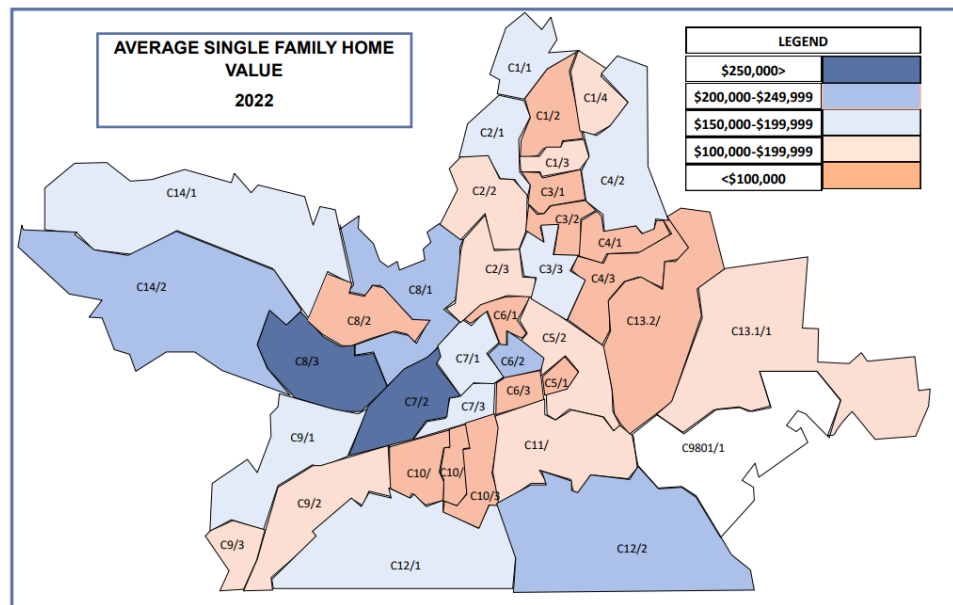 AVERAGE SINGLE FAMILY HOME
VALUE
2022
LEGEND
$250,000>
$200,000-$249,999
$150,000-$199,999
$100,000-$199,999
<$100,000
C1/1
C1/4
C1/2
C2/1
C1/3
C4/2
C14/1
C2/2
C3/1
C3/2
C4/1
C2/3
C3/3
C4/3
C14/2
C8/1
C8/2
C6/1
C13.2/
C13.1/1
C5/2
C8/3
C7/1
C6/2
C5/1
C6/3
C7/2
C7/3
C9/1
C11/
C9801/1
C10/
C10/
C10/3
C9/2
C9/3
C12/2
C12/1